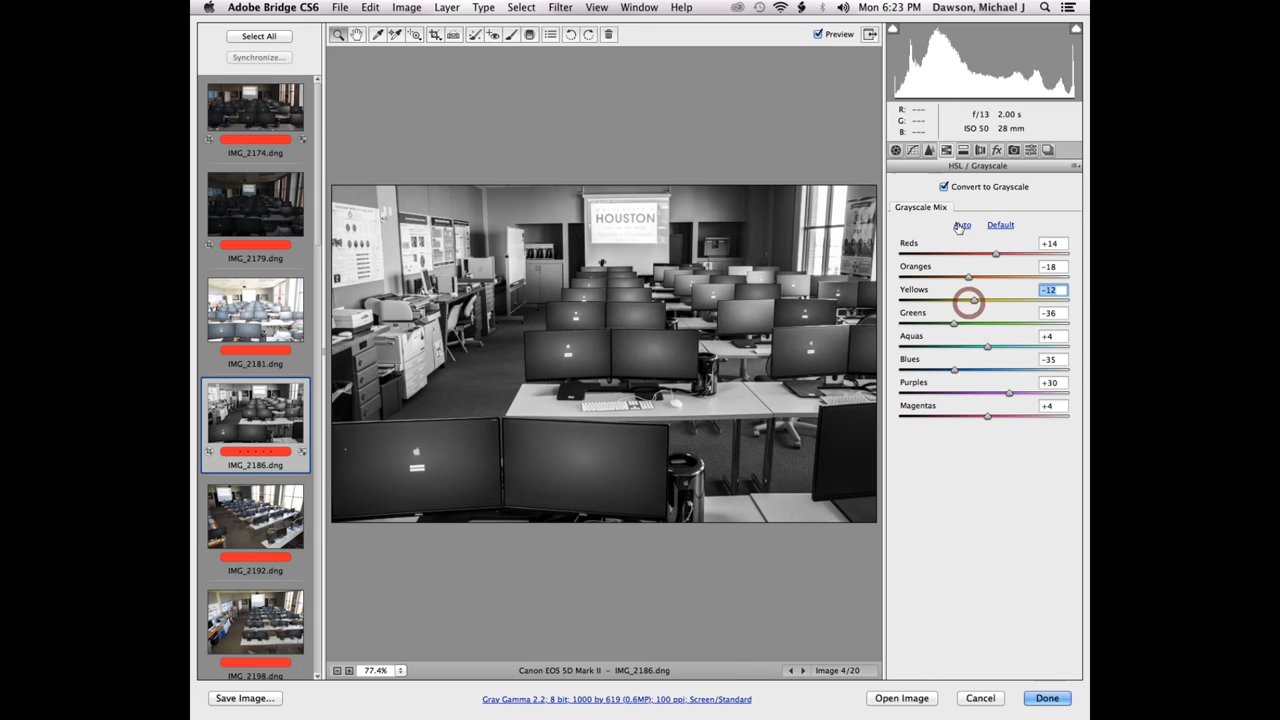 Adobe Bridge CS6 File Edit Image Layer Type Select Filter View Window Help Mon 6:23 PM Dawson, Michael J
Select All
Synchronize...
Preview
IMG_2174.dng
IMG_2179.dng
IMG_2181.dng
IMG_2186.dng
IMG_2192.dng
IMG_2198.dng
HOUSTON
77.4%
Canon EOS 5D Mark II - IMG_2186.dng
Image 4/20
R: ---
G: ---
B: ---
f/13 2.00 s
ISO 50 28 mm
HSL / Grayscale
Convert to Grayscale
Grayscale Mix
Auto Default
Reds +14
Oranges -18
Yellows -12
Greens -36
Aquas +4
Blues -35
Purples +30
Magentas +4
Save Image...
Gray Gamma 2.2; 8 bit; 1000 by 619 (0.6MP); 100 ppi; Screen/Standard
Open Image
Cancel
Done